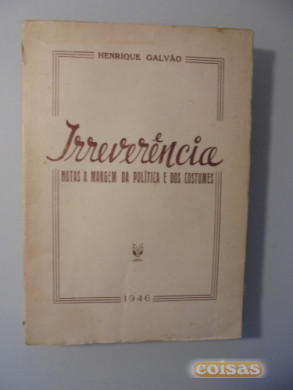 HENRIQUE GALVÃO
Irreverência
NOTAS À MARGEM DA POLÍTICA E DOS COSTUMES
1946
coisas